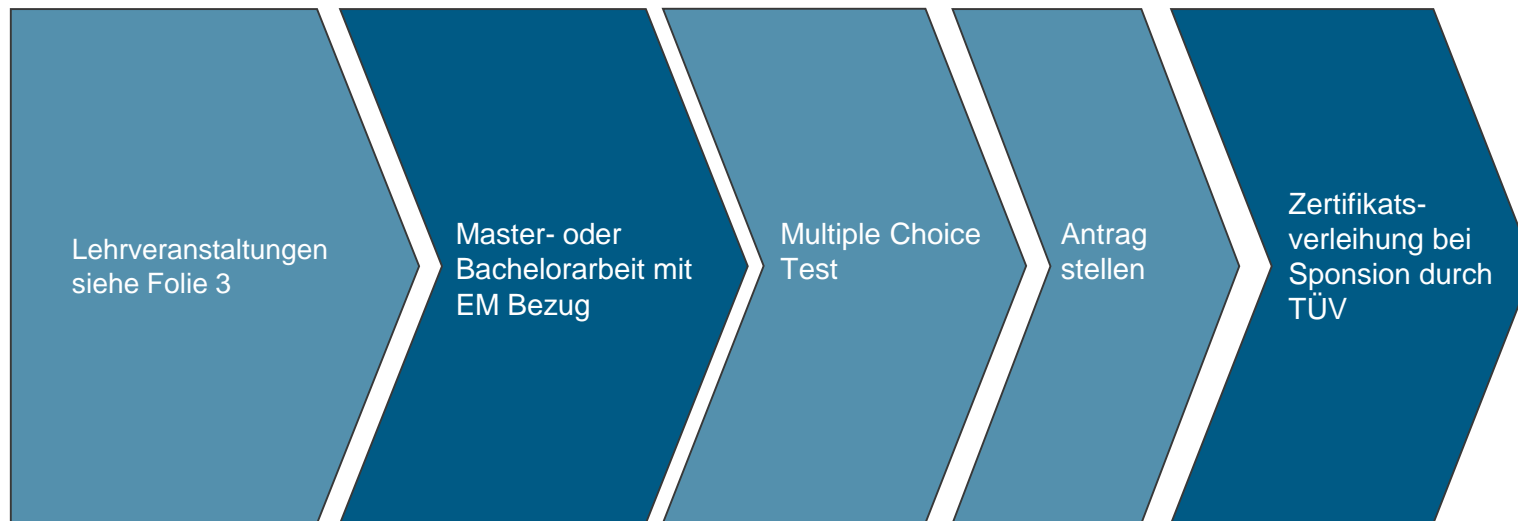 Lehrveranstaltungen
siehe Folie 3
Master- oder
Bachelorarbeit mit
EM Bezug
Multiple Choice
Test
Antrag
stellen
Zertifikats-
verleihung bei
Sponsion durch
TÜV